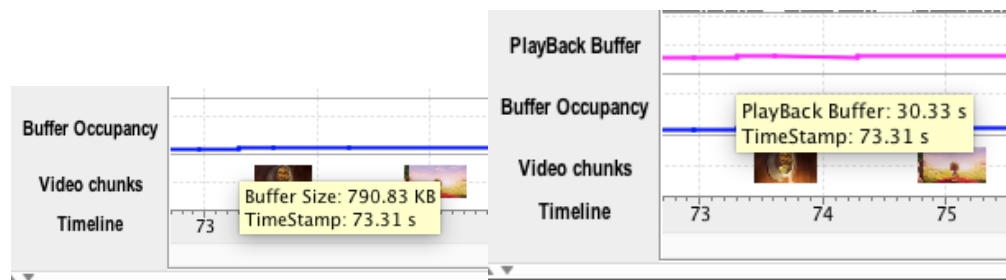 Buffer Occupancy
Video chunks
Buffer Size: 790.83 KB
TimeStamp: 73.31 s
Timeline
73
PlayBack Buffer
Buffer Occupancy
PlayBack Buffer: 30.33 s
TimeStamp: 73.31 s
Video chunks
Timeline
73 74 75